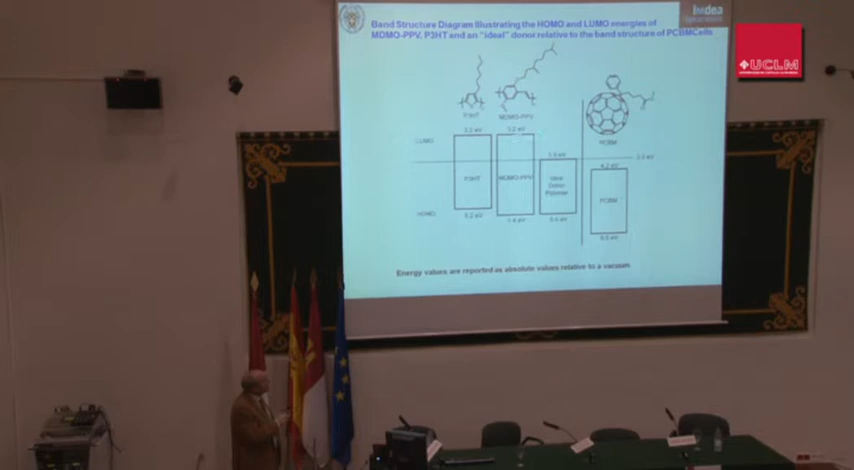 Band Structure Diagram Illustrating the HOMO and LUMO energies of
MDMO-PPV, P3HT and an "ideal" donor relative to the band structure of PCBMCells
imdea
UCLM
P3HT
MDMO-PPV
PCBM
LUMO
3.2 eV
3.2 eV
P3HT
MDMO-PPV
Ideal
Donor
Polymer
4.2 eV
PCBM
HOMO
5.2 eV
5.4 eV
6.0 eV
Energy values are reported as absolute values relative to a vacuum